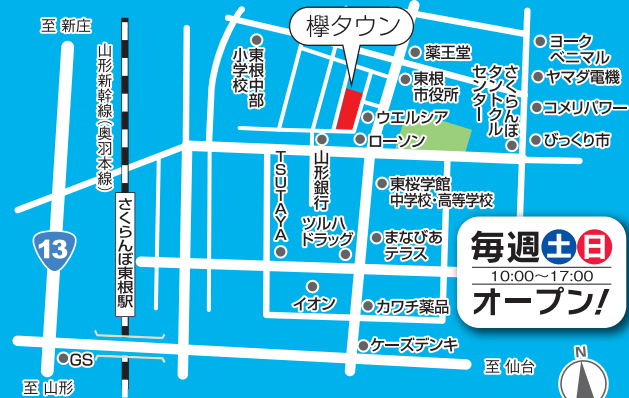 至 新庄
山形新幹線(奥羽本線)
東根中部
小学校
欅タウン
薬王堂
東根
市役所
さくらんぼ
タントクル
センター
ヨーク
ベニマル
ヤマダ電機
コメリパワー
びっくり市
ウエルシア
ローソン
山形銀行
TSUTAYA
東桜学館
中学校・高等学校
ツルハ
ドラッグ
まなびあ
テラス
さくらんぼ東根駅
13
毎週土日
10:00～17:00
オープン!
イオン
カワチ薬品
ケーズデンキ
GS
至 山形
至 仙台
N